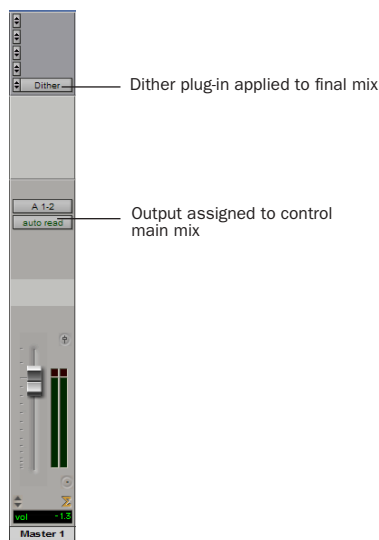 Dither
Dither plug-in applied to final mix
A 1-2
auto read
Output assigned to control
main mix
vol -1.3
Master 1